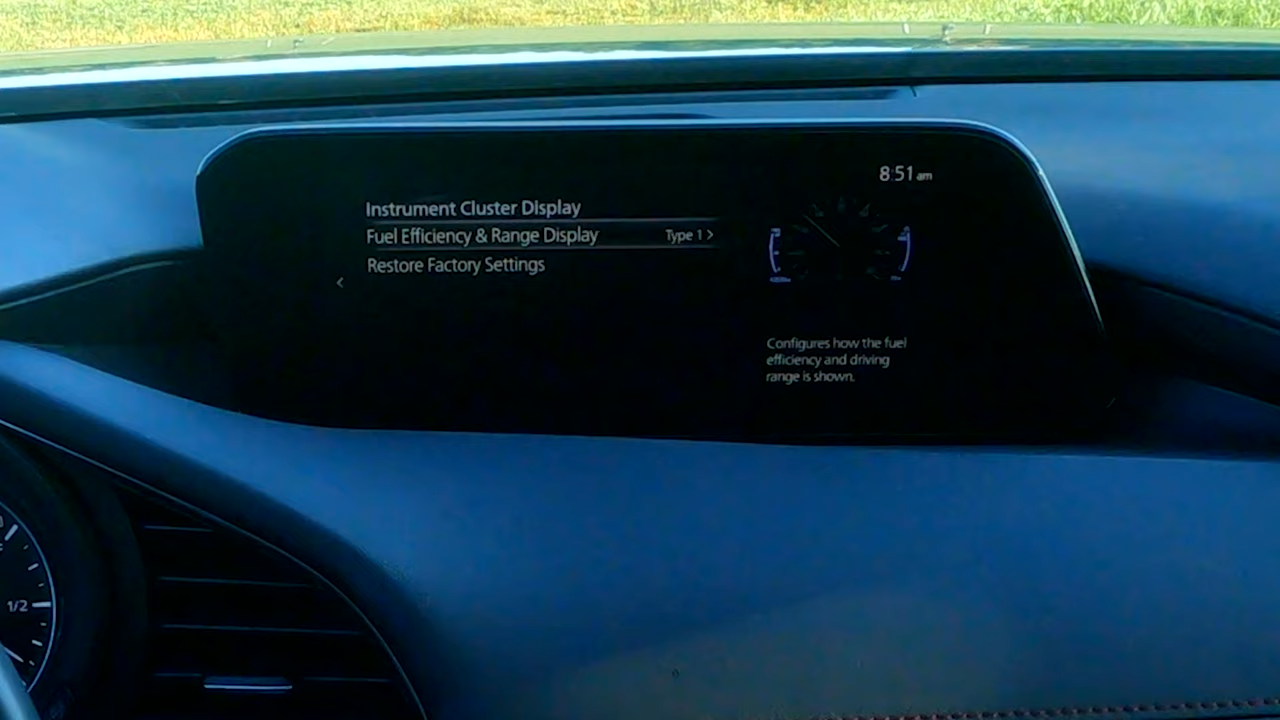 8:51 am
Instrument Cluster Display
Fuel Efficiency & Range Display Type 1 >
Restore Factory Settings
<
Configures how the fuel
efficiency and driving
range is shown.
1/2